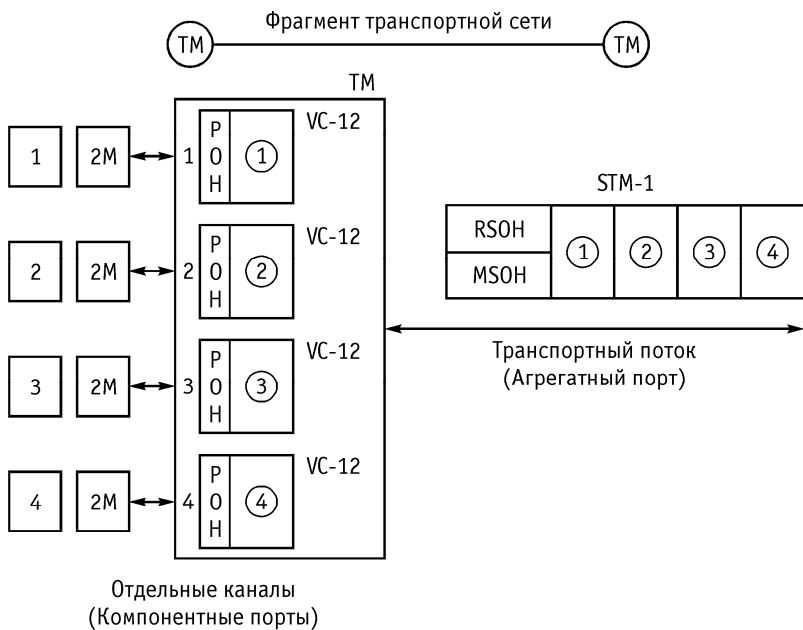 Фрагмент транспортной сети
TM TM
TM
1 2M 1 P O H 1 VC-12
2 2M 2 P O H 2 VC-12
3 2M 3 P O H 3 VC-12
4 2M 4 P O H 4 VC-12
STM-1
RSOH
MSOH
1 2 3 4
Транспортный поток
(Агрегатный порт)
Отдельные каналы
(Компонентные порты)